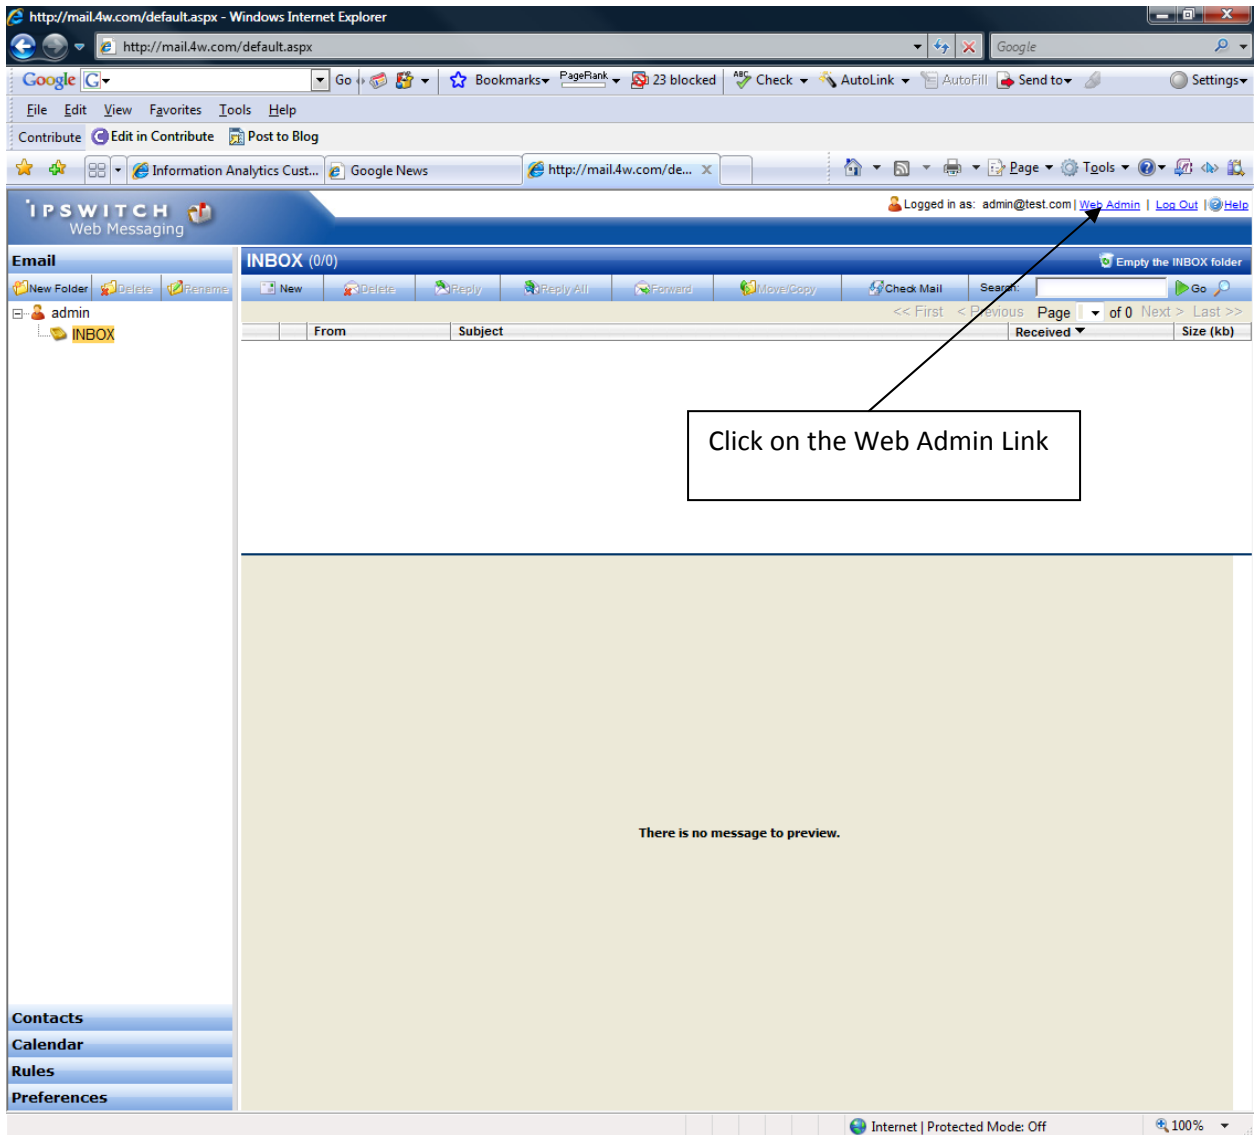 http://mail.4w.com/default.aspx - Windows Internet Explorer
http://mail.4w.com/default.aspx Google
Google G Go Bookmarks PageRank 23 blocked ABC Check AutoLink AutoFill Send to Settings
File Edit View Favorites Tools Help
Contribute Edit in Contribute Post to Blog
Information Analytics Cust... Google News http://mail.4w.com/de... X Page Tools
IPSWITCH
Web Messaging
Logged in as: admin@test.com | Web Admin | Log Out | Help
Email INBOX (0/0) Empty the INBOX folder
New Folder Delete Rename New Delete Reply Reply All Forward Move/Copy Check Mail Search: Go
admin << First < Previous Page of 0 Next > Last >>
INBOX From Subject Received Size (kb)
Click on the Web Admin Link
There is no message to preview.
Contacts
Calendar
Rules
Preferences
Internet | Protected Mode: Off 100%